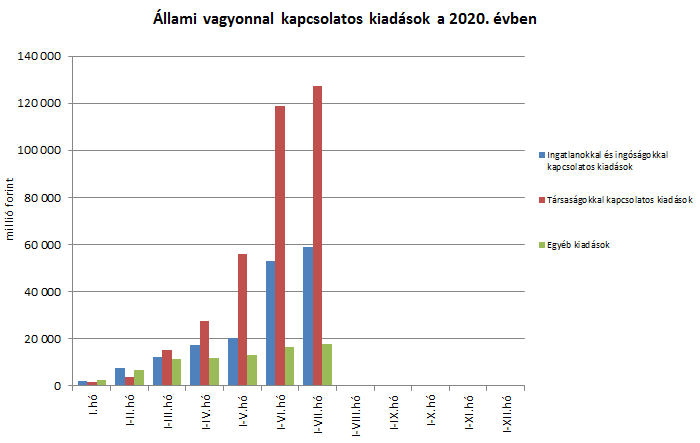 Állami vagyonnal kapcsolatos kiadások a 2020. évben
140 000
120 000
100 000
80 000
60 000
40 000
20 000
0
millió forint
I.hó
I-II.hó
I-III.hó
I-IV.hó
I-V.hó
I-VI.hó
I-VII.hó
I-VIII.hó
I-IX.hó
I-X.hó
I-XI.hó
I-XII.hó
Ingatlanokkal és ingóságokkal
kapcsolatos kiadások
Társaságokkal kapcsolatos kiadások
Egyéb kiadások